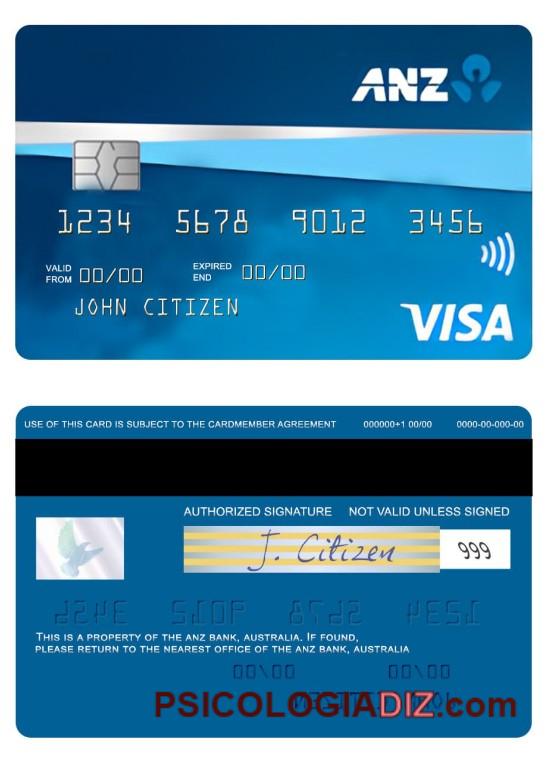 ANZ
1234 5678 9012 3456
VALID FROM 00/00 EXPIRED END 00/00
JOHN CITIZEN
VISA
USE OF THIS CARD IS SUBJECT TO THE CARDMEMBER AGREEMENT 000000+1 00/00 0000-00-000-00
AUTHORIZED SIGNATURE NOT VALID UNLESS SIGNED
J. Citizen 999
THIS IS A PROPERTY OF THE ANZ BANK, AUSTRALIA. IF FOUND,
PLEASE RETURN TO THE NEAREST OFFICE OF THE ANZ BANK, AUSTRALIA
00/00 00/00
PSICOLOGIADIZ.com